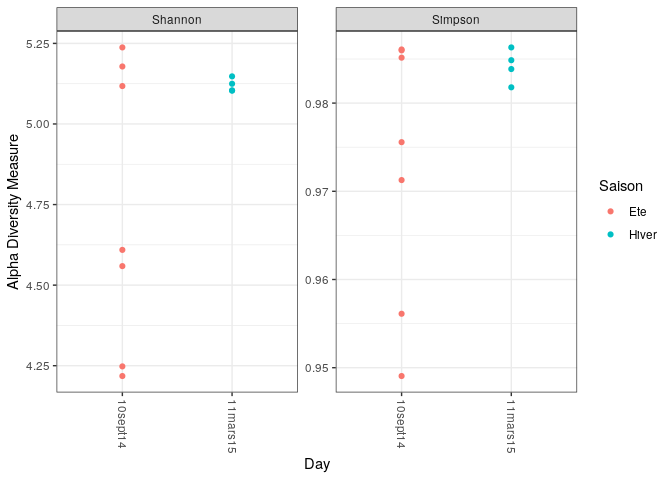 Shannon
Simpson
Alpha Diversity Measure
5.25
5.00
4.75
4.50
4.25
0.98
0.97
0.96
0.95
10sept14
11mars15
10sept14
11mars15
Day
Saison
Ete
Hiver